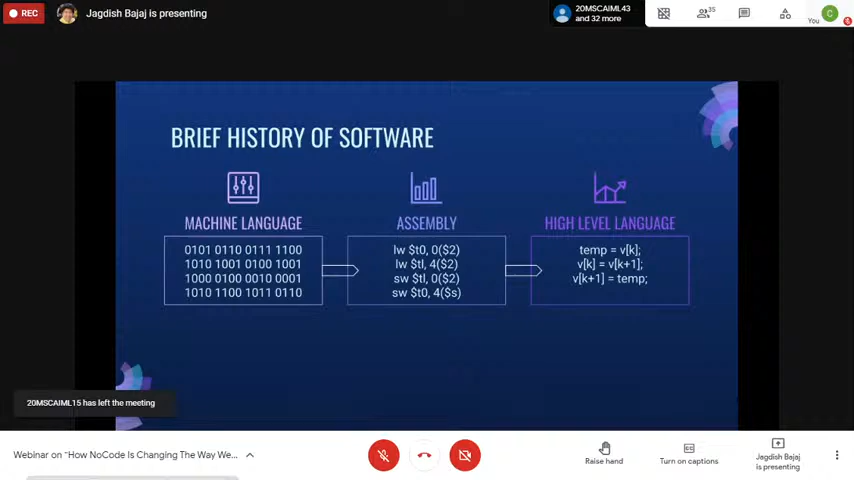 REC
Jagdish Bajaj is presenting
20MSCAIML43
and 32 more
35
You
C
BRIEF HISTORY OF SOFTWARE
MACHINE LANGUAGE
0101 0110 0111 1100
1010 1001 0100 1001
1000 0100 0010 0001
1010 1100 1011 0110
ASSEMBLY
lw $t0, 0($2)
lw $tl, 4($2)
sw $tl, 0($2)
sw $t0, 4($s)
HIGH LEVEL LANGUAGE
temp = v[k];
v[k] = v[k+1];
v[k+1] = temp;
20MSCAIML15 has left the meeting
Webinar on "How NoCode Is Changing The Way We...
Raise hand
Turn on captions
Jagdish Bajaj
is presenting